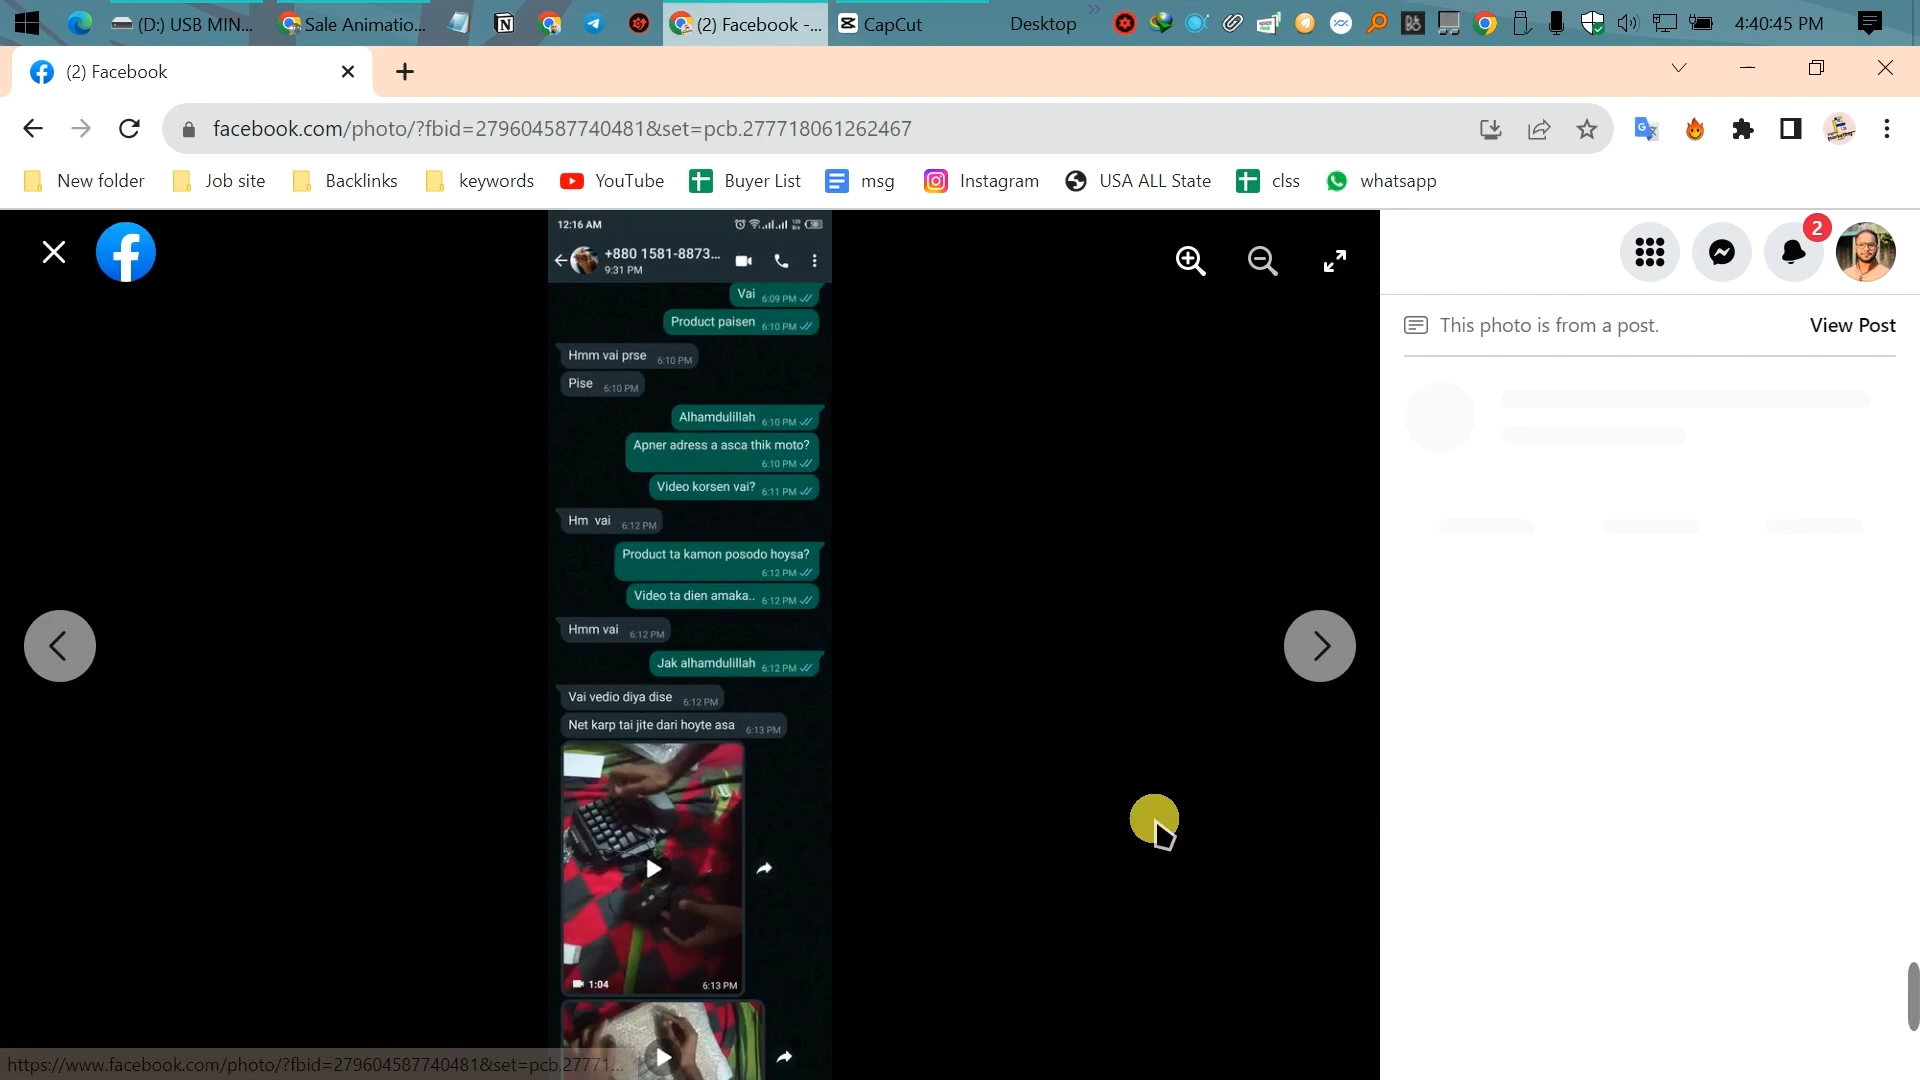 (D:) USB MIN...
Sale Animatio...
(2) Facebook -...
CapCut
Desktop
4:40:45 PM
(2) Facebook
facebook.com/photo/?fbid=279604587740481&set=pcb.277718061262467
New folder
Job site
Backlinks
keywords
YouTube
Buyer List
msg
Instagram
USA ALL State
clss
whatsapp
12:16 AM
+880 1581-8873...
9:31 PM
2
This photo is from a post.
View Post
Vai 6:09 PM
Product paisen 6:10 PM
Hmm vai prse 6:10 PM
Pise 6:10 PM
Alhamdulillah 6:10 PM
Apner adress a asca thik moto?
6:10 PM
Video korsen vai? 6:11 PM
Hm vai 6:12 PM
Product ta kamon posodo hoysa?
6:12 PM
Video ta dien amaka.. 6:12 PM
Hmm vai 6:12 PM
Jak alhamdulillah 6:12 PM
Vai vedio diya dise 6:12 PM
Net karp tai jite dari hoyte asa 6:13 PM
1:04 6:13 PM
https://www.facebook.com/photo/?fbid=279604587740481&set=pcb.27771...